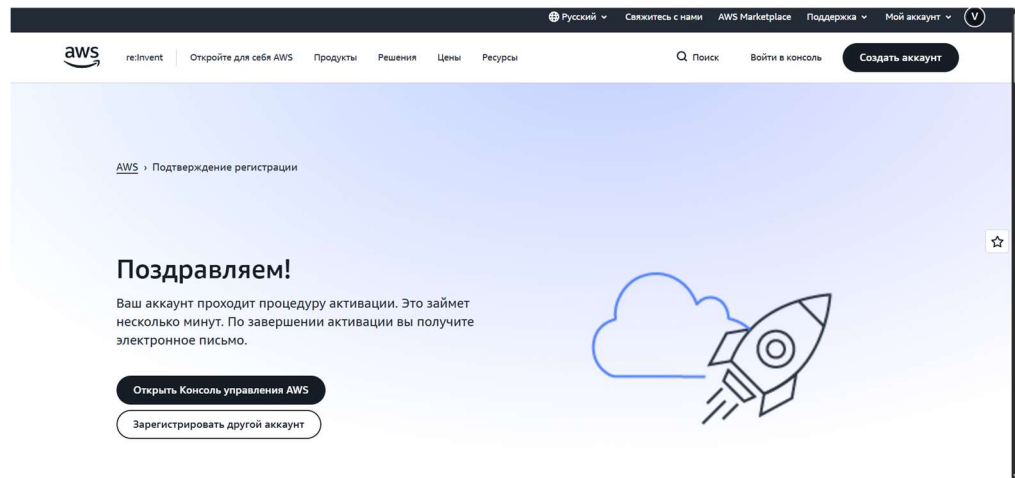 Русский Свяжитесь с нами AWS Marketplace Поддержка Мой аккаунт V
aws re:Invent Откройте для себя AWS Продукты Решения Цены Ресурсы Поиск Войти в консоль Создать аккаунт
AWS › Подтверждение регистрации
Поздравляем!
Ваш аккаунт проходит процедуру активации. Это займет
несколько минут. По завершении активации вы получите
электронное письмо.
Открыть Консоль управления AWS
Зарегистрировать другой аккаунт